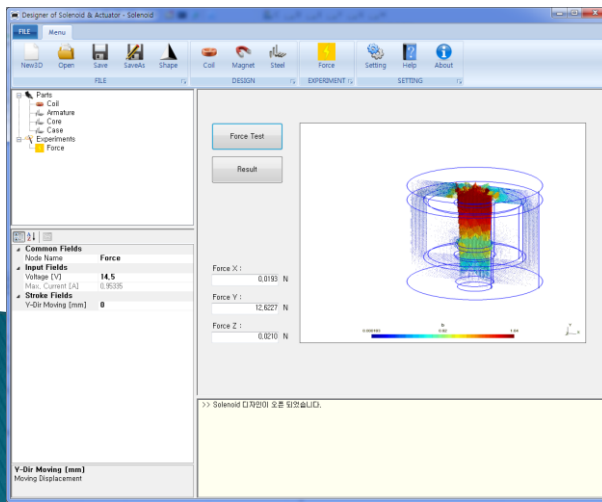 Designer of Solenoid & Actuator - Solenoid
FILE
Menu
New3D
Open
Save
SaveAs
Shape
Coil
Magnet
Steel
Force
Setting
Help
About
FILE
DESIGN
EXPERIMENT
SETTING
Parts
Coil
Armature
Core
Case
Experiments
Force
Force Test
Result
Common Fields
Node Name Force
Input Fields
Voltage [V] 14,5
Max. Current [A] 0,95335
Stroke Fields
Y-Dir Moving [mm] 0
Force X :
0,0193 N
Force Y :
12,6227 N
Force Z :
0,0210 N
>> Solenoid 디자인이 오픈 되었습니다.
Y-Dir Moving [mm]
Moving Displacement